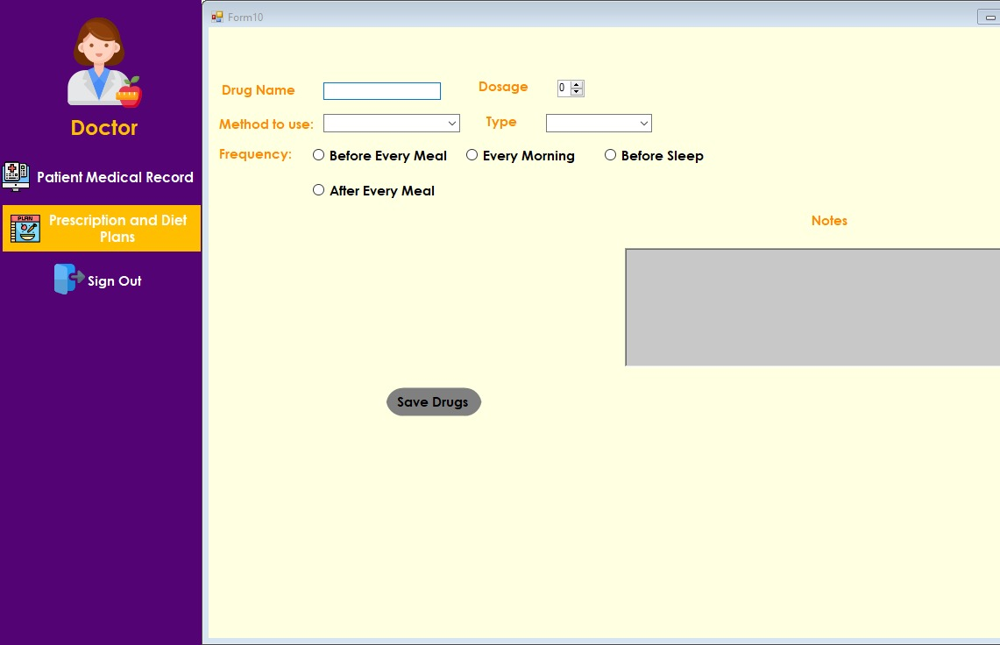 Form10
Doctor
Patient Medical Record
PLAN
Prescription and Diet
Plans
Sign Out
Drug Name
Dosage
0
Method to use:
Type
Frequency:
Before Every Meal
Every Morning
Before Sleep
After Every Meal
Notes
Save Drugs